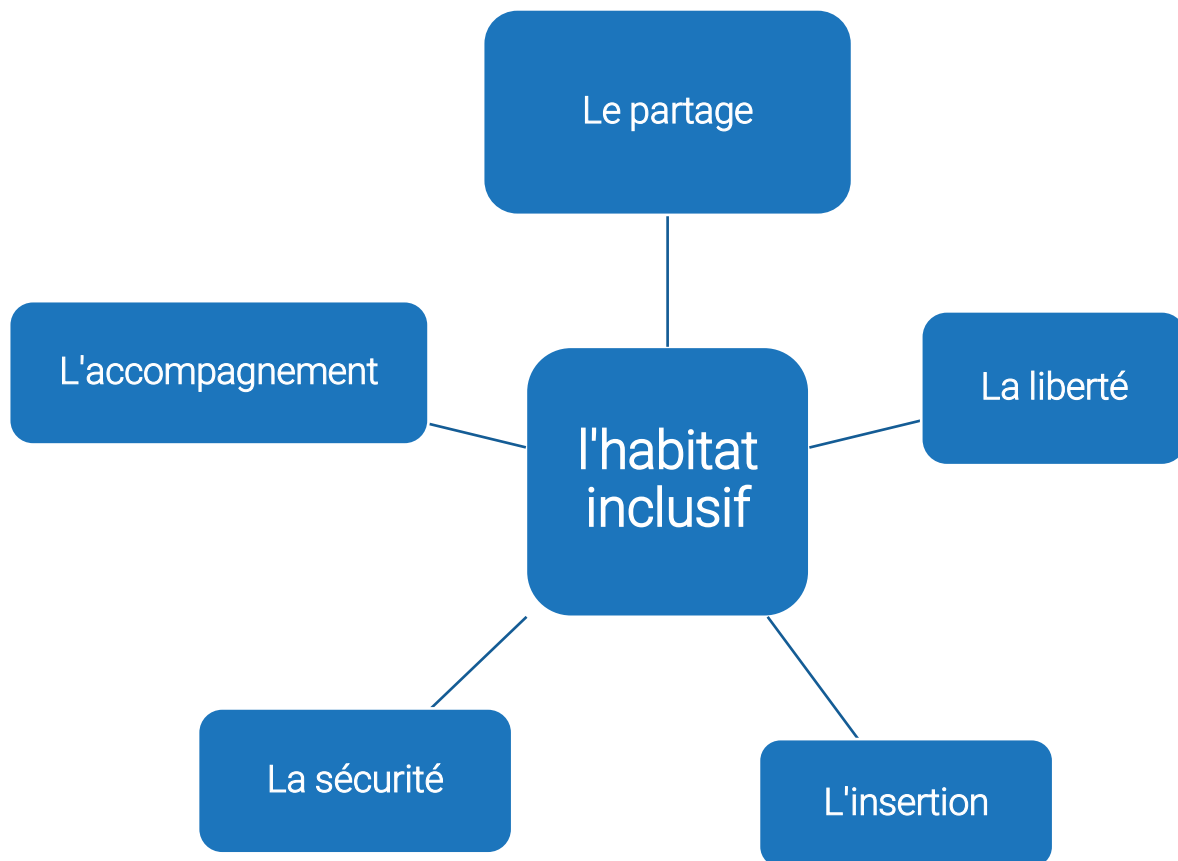 Le partage
L'accompagnement
La liberté
l'habitat
inclusif
La sécurité
L'insertion